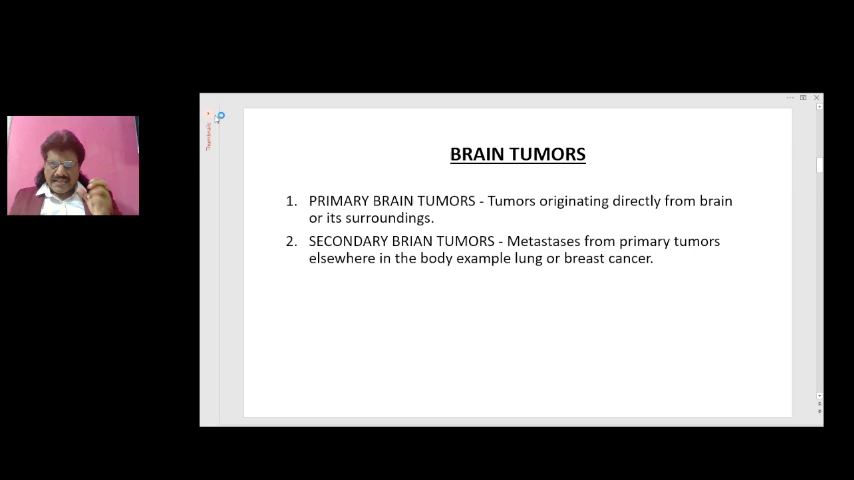 Thumbnails
BRAIN TUMORS
1. PRIMARY BRAIN TUMORS - Tumors originating directly from brain
or its surroundings.
2. SECONDARY BRIAN TUMORS - Metastases from primary tumors
elsewhere in the body example lung or breast cancer.